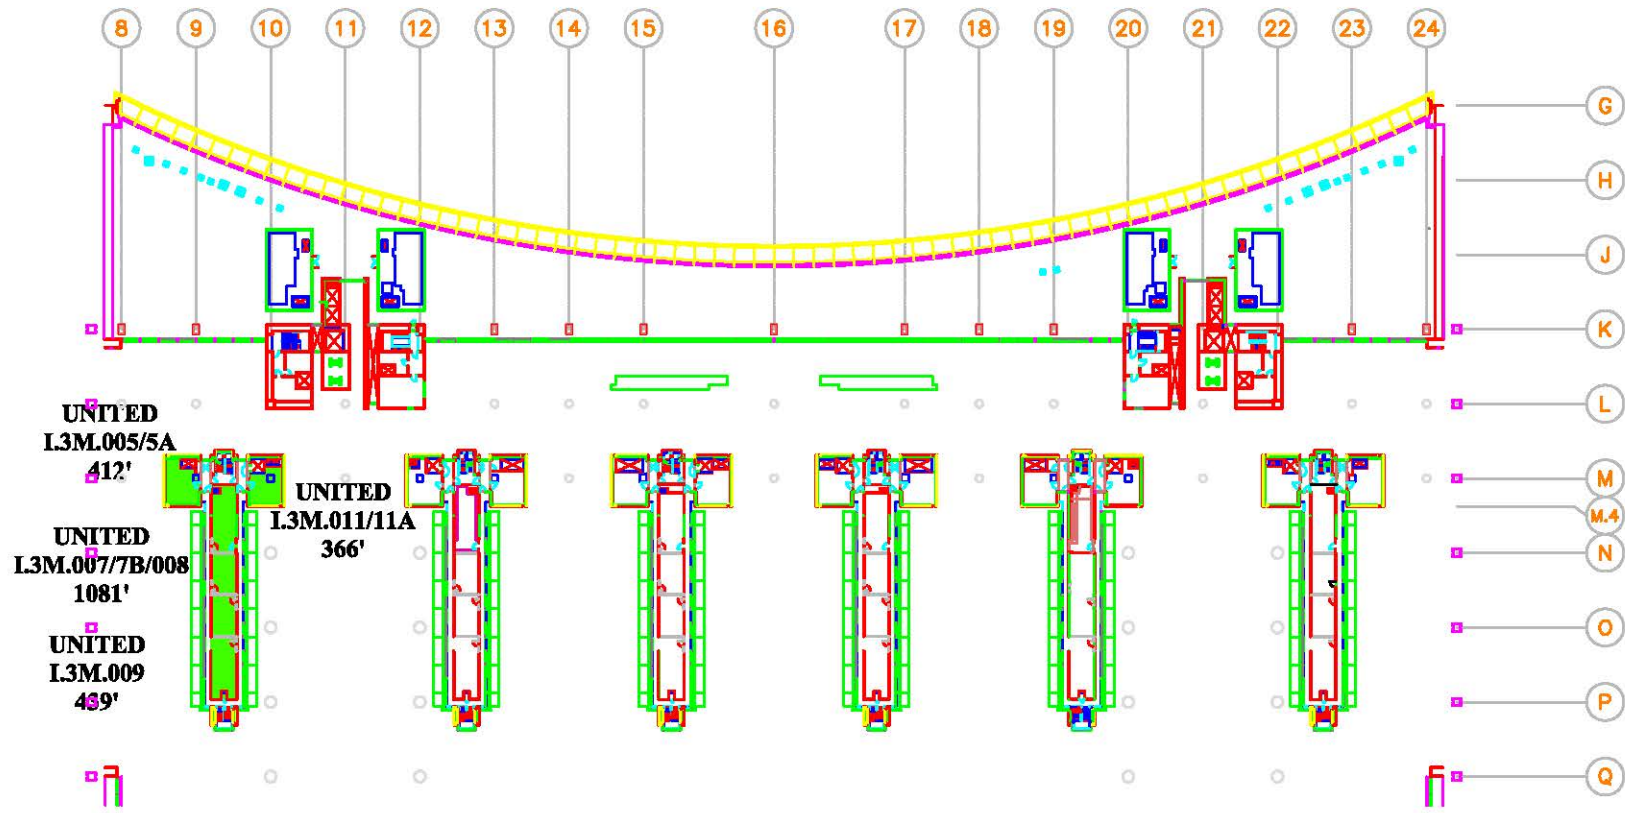 8 9 10 11 12 13 14 15 16 17 18 19 20 21 22 23 24
G
H
J
K
L
UNITED
I.3M.005/5A
412'
M
UNITED
I.3M.011/11A
366'
M.4
UNITED
I.3M.007/7B/008
1081'
N
O
UNITED
I.3M.009
439'
P
Q